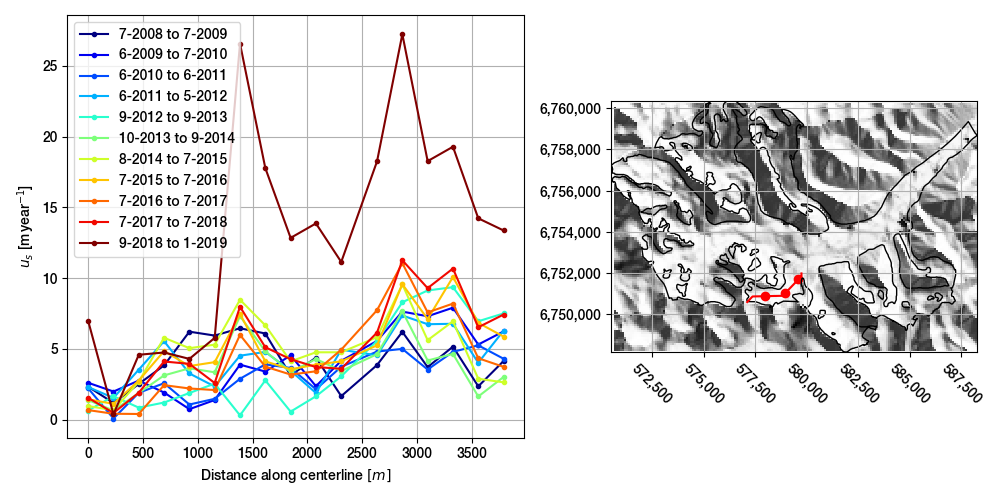 7-2008 to 7-2009
6-2009 to 7-2010
6-2010 to 6-2011
6-2011 to 5-2012
9-2012 to 9-2013
10-2013 to 9-2014
8-2014 to 7-2015
7-2015 to 7-2016
7-2016 to 7-2017
7-2017 to 7-2018
9-2018 to 1-2019
25
20
15
10
5
0
u_s [m year⁻¹]
0 500 1000 1500 2000 2500 3000 3500
Distance along centerline [m]
6,760,000
6,758,000
6,756,000
6,754,000
6,752,000
6,750,000
572,500 575,000 577,500 580,000 582,500 585,000 587,500